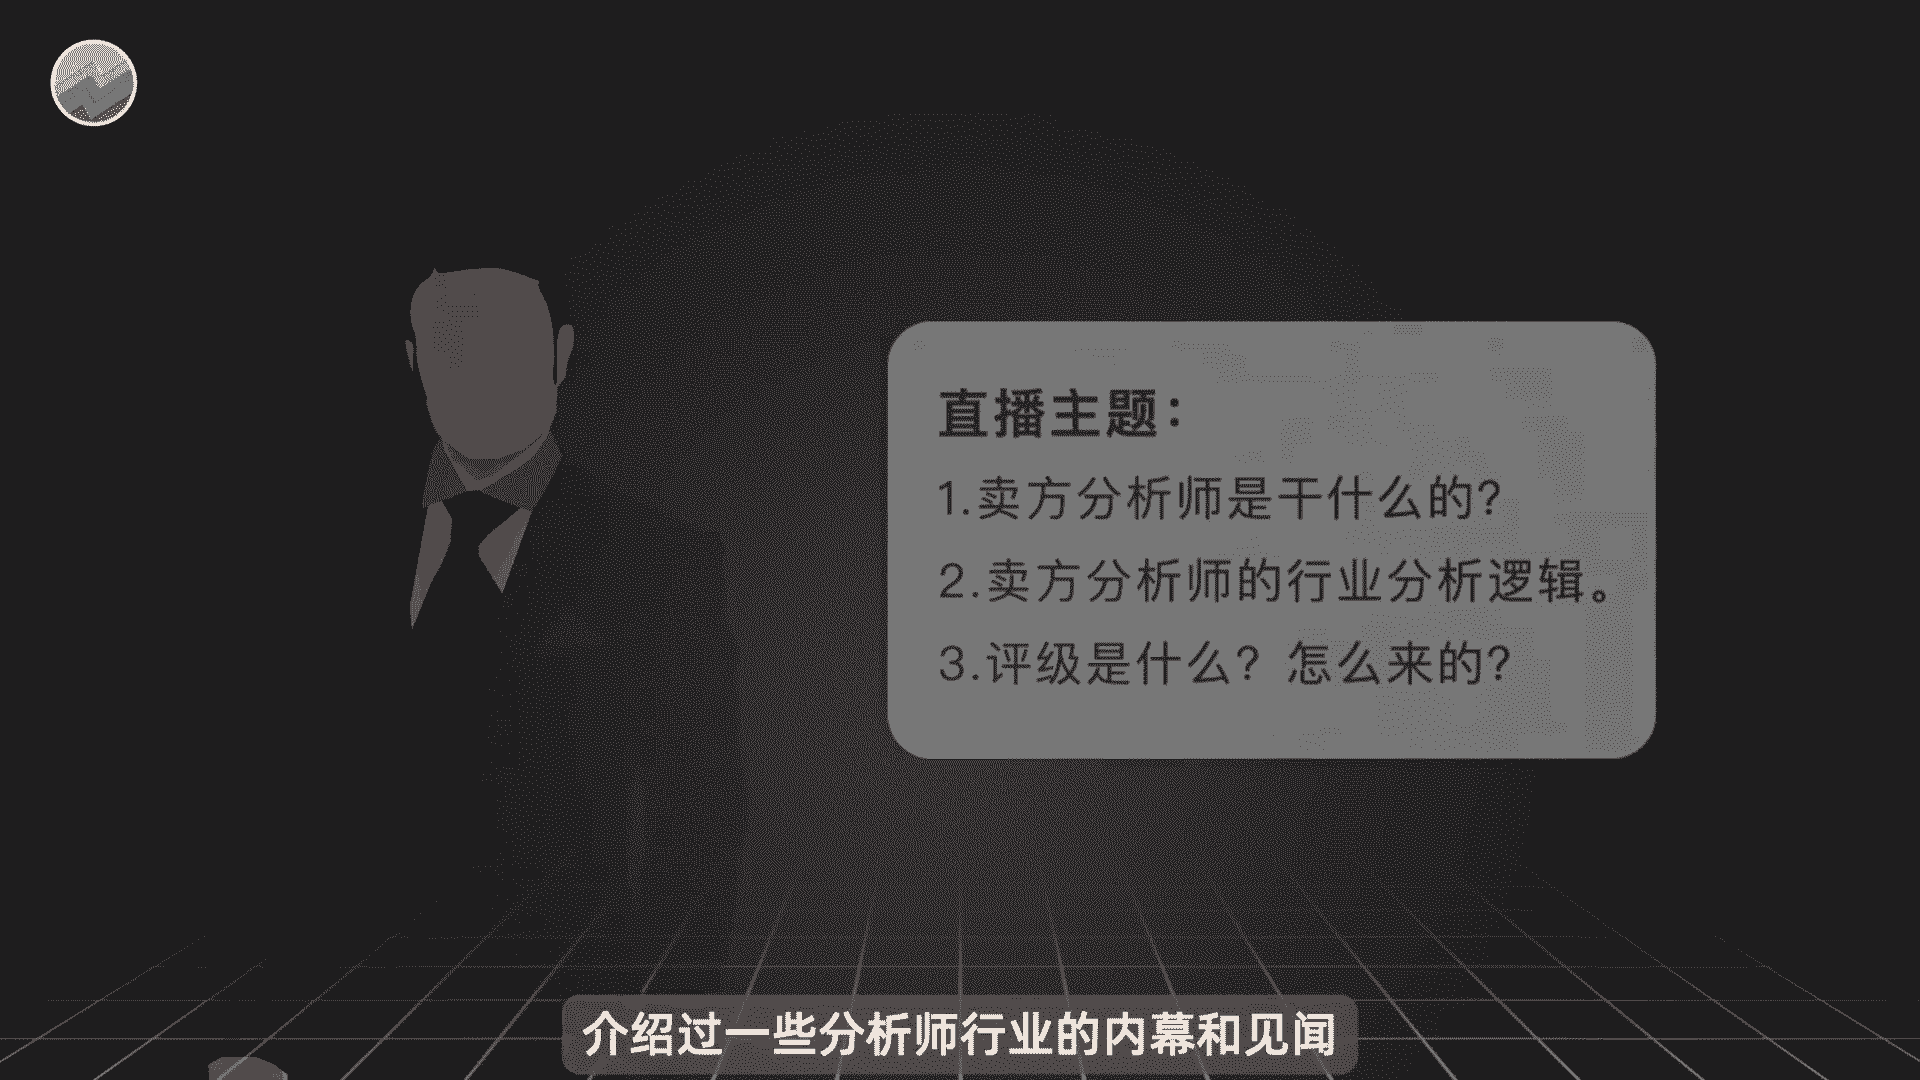 直播主题：
1.卖方分析师是干什么的？
2.卖方分析师的行业分析逻辑。
3.评级是什么？怎么来的？
介绍过一些分析师行业的内幕和见闻